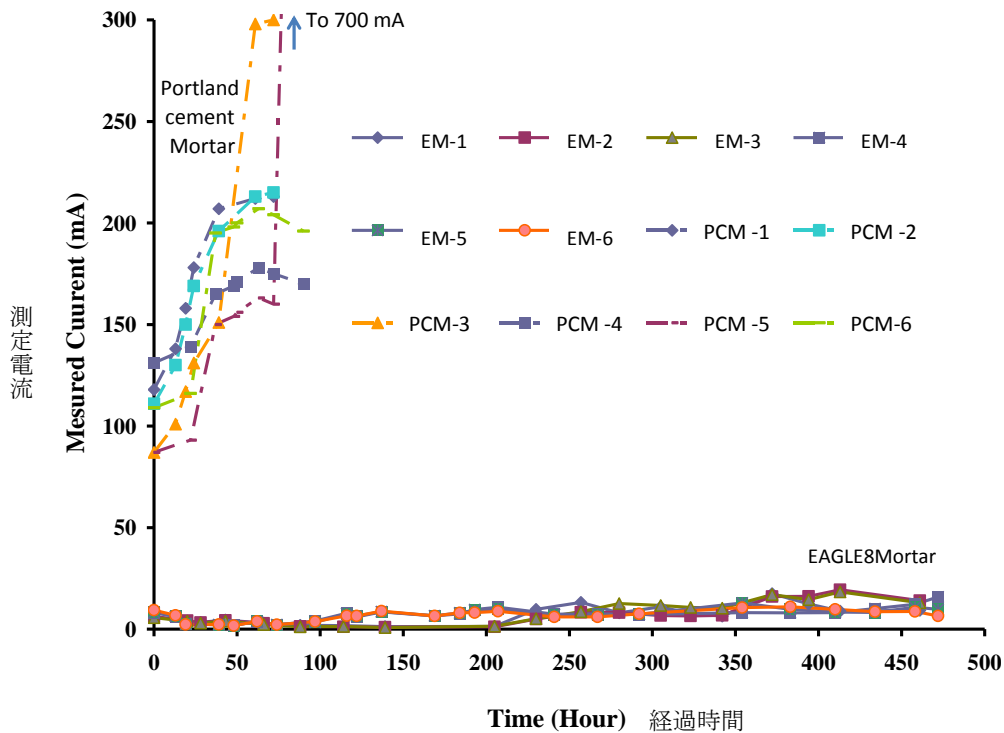 300
To 700 mA
Portland
cement
Mortar
250
EM-1
EM-2
EM-3
EM-4
200
EM-5
EM-6
PCM -1
PCM -2
150
PCM-3
PCM -4
PCM -5
PCM-6
測定電流
Mesured Cuurent (mA)
100
50
EAGLE8Mortar
0
0 50 100 150 200 250 300 350 400 450 500
Time (Hour) 経過時間